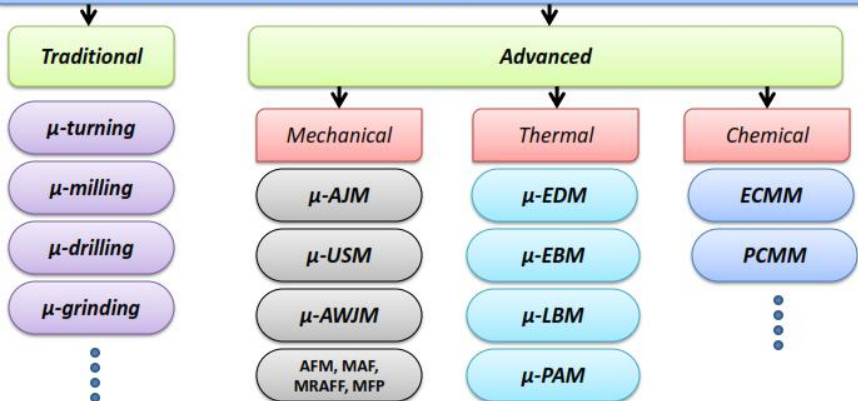 Traditional
Advanced
μ-turning
μ-milling
μ-drilling
μ-grinding
Mechanical
μ-AJM
μ-USM
μ-AWJM
AFM, MAF,
MRAFF, MFP
Thermal
μ-EDM
μ-EBM
μ-LBM
μ-PAM
Chemical
ECMM
PCMM